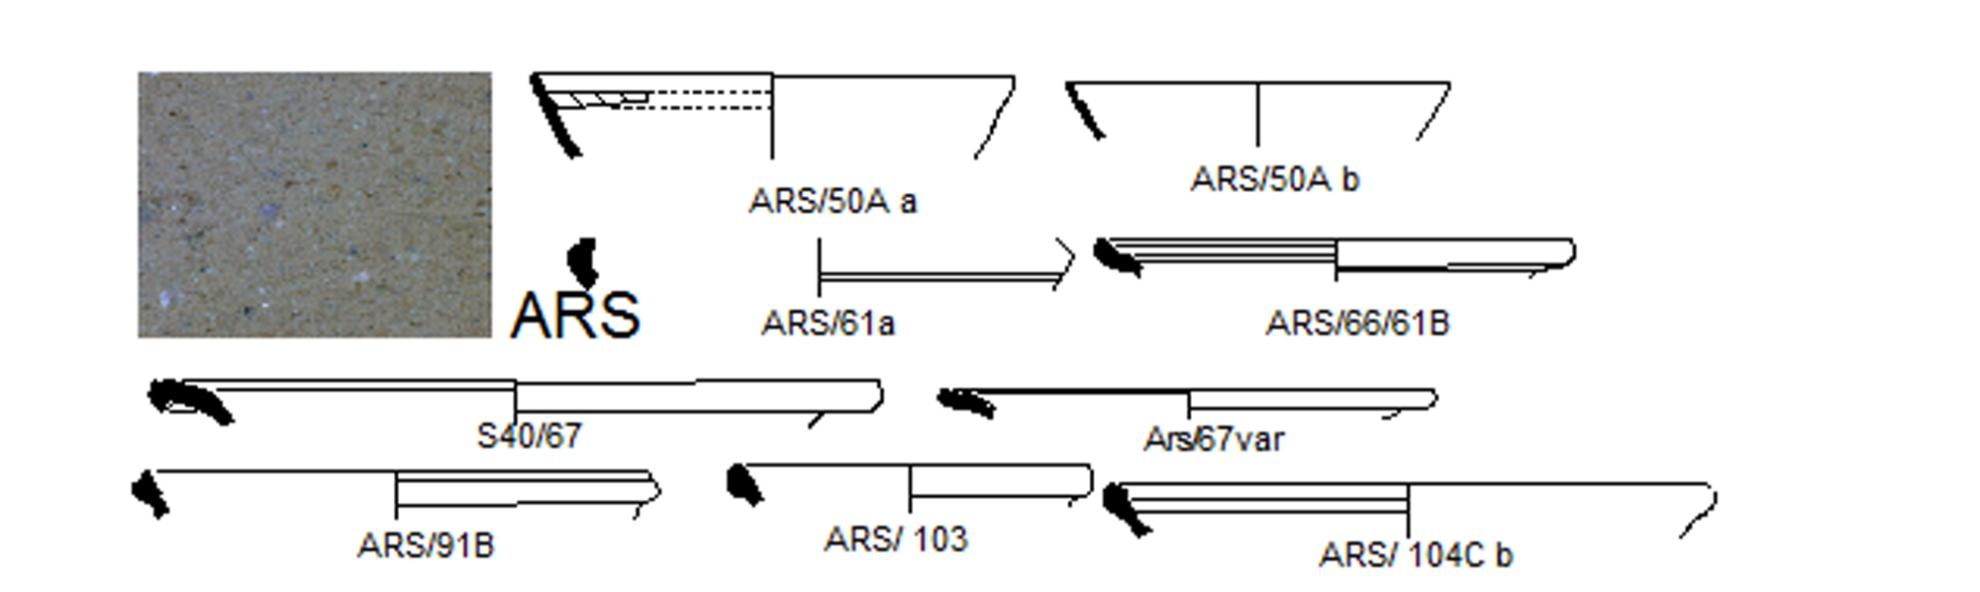 ARS/50A a
ARS/50A b
ARS
ARS/61a
ARS/66/61B
S40/67
Ars/67var
ARS/91B
ARS/ 103
ARS/ 104C b